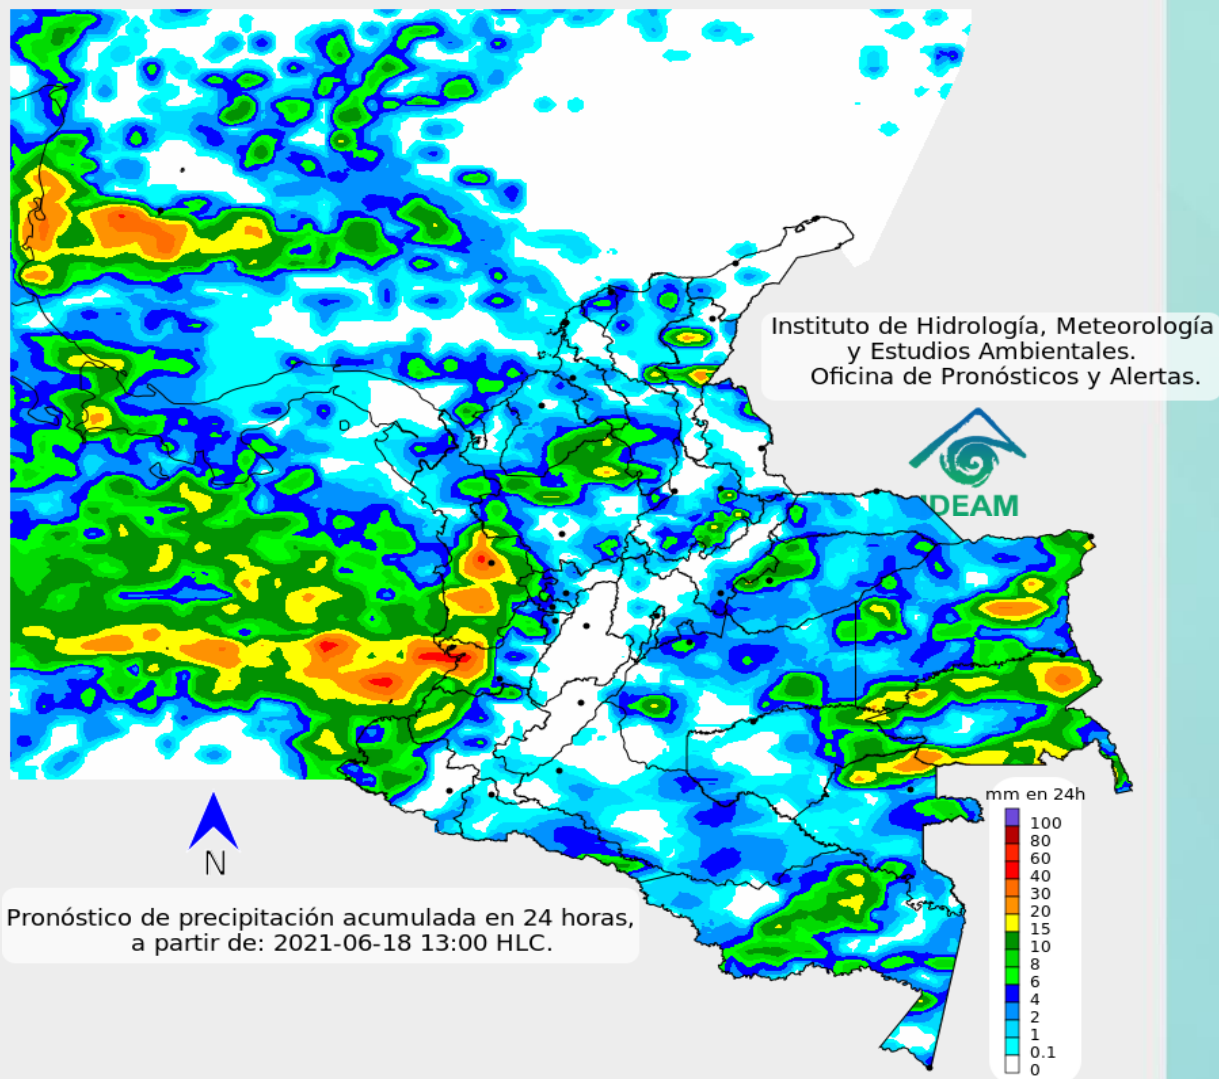 Instituto de Hidrología, Meteorología
y Estudios Ambientales.
Oficina de Pronósticos y Alertas.
IDEAM
mm en 24h
100
80
60
40
30
20
15
10
8
6
4
2
1
0.1
0
N
Pronóstico de precipitación acumulada en 24 horas,
a partir de: 2021-06-18 13:00 HLC.